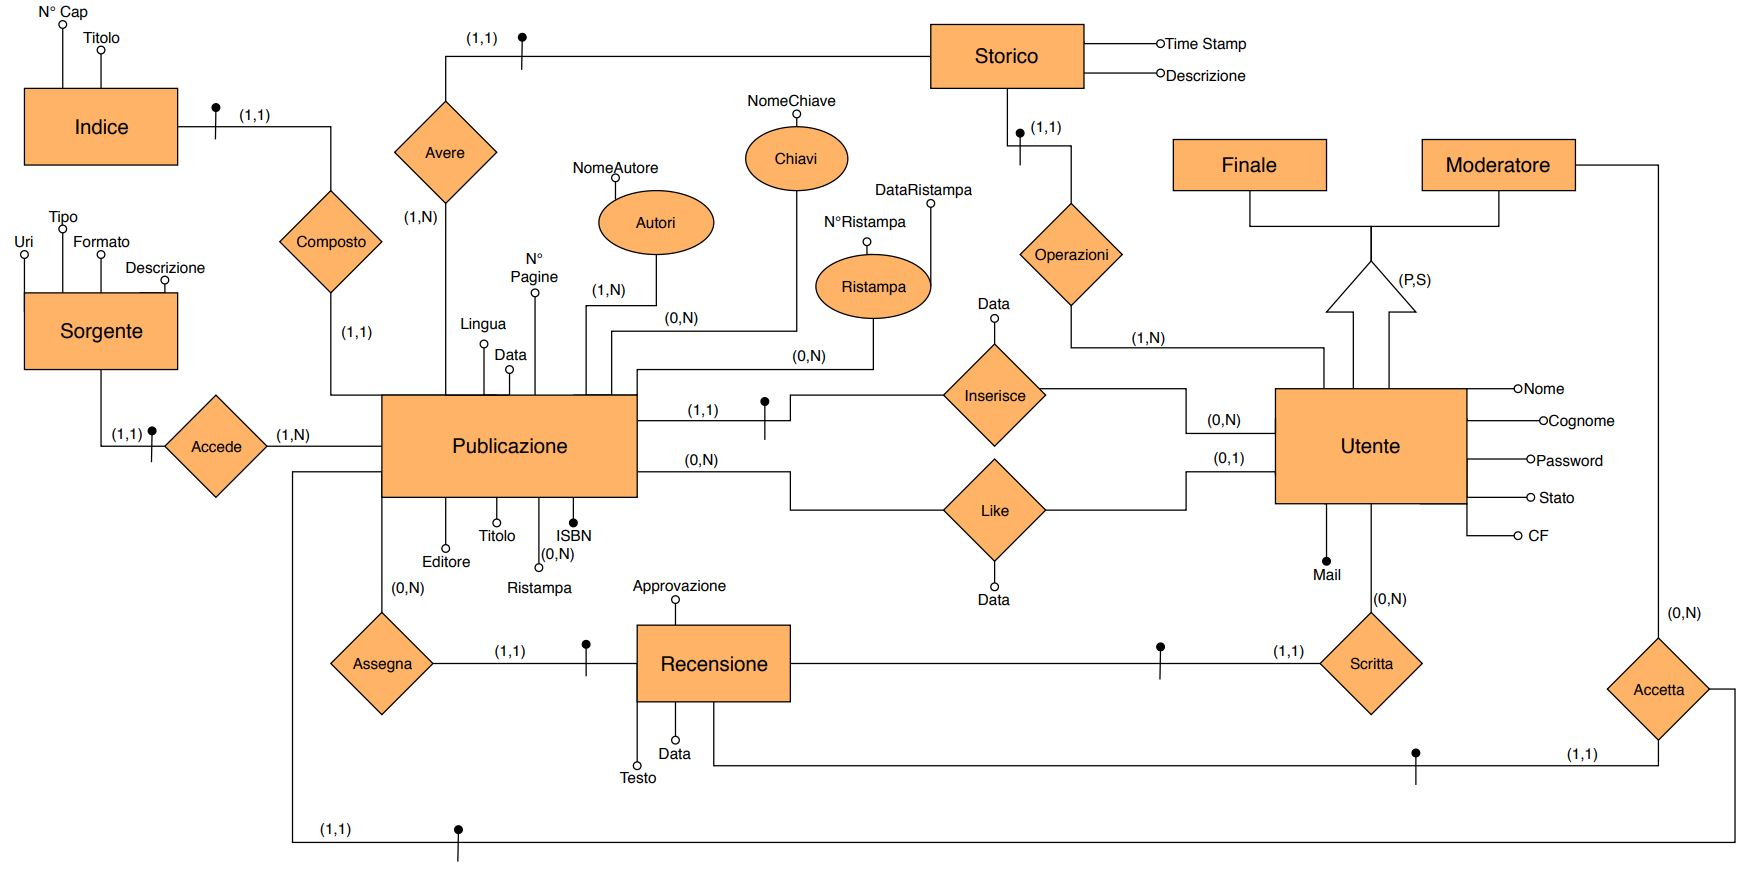 N° Cap
Titolo
(1,1)
Storico
Time Stamp
Descrizione
Indice
(1,1)
Avere
NomeChiave
Chiavi
(1,1)
Finale
Moderatore
NomeAutore
Autori
DataRistampa
N°Ristampa
Tipo
Uri
Formato
Descrizione
Composto
(1,N)
N°
Pagine
Ristampa
Operazioni
(P,S)
(1,N)
(0,N)
Data
Sorgente
(1,1)
Lingua
Data
(0,N)
(1,N)
Inserisce
Nome
(1,1)
(0,N)
Cognome
(1,1)
Accede
(1,N)
Publicazione
Utente
(0,N)
(0,1)
Password
Stato
Like
Titolo
ISBN
CF
Editore
(0,N)
Ristampa
Mail
(0,N)
Approvazione
Data
(0,N)
(0,N)
Assegna
(1,1)
Recensione
(1,1)
Scritta
Accetta
Data
Testo
(1,1)
(1,1)